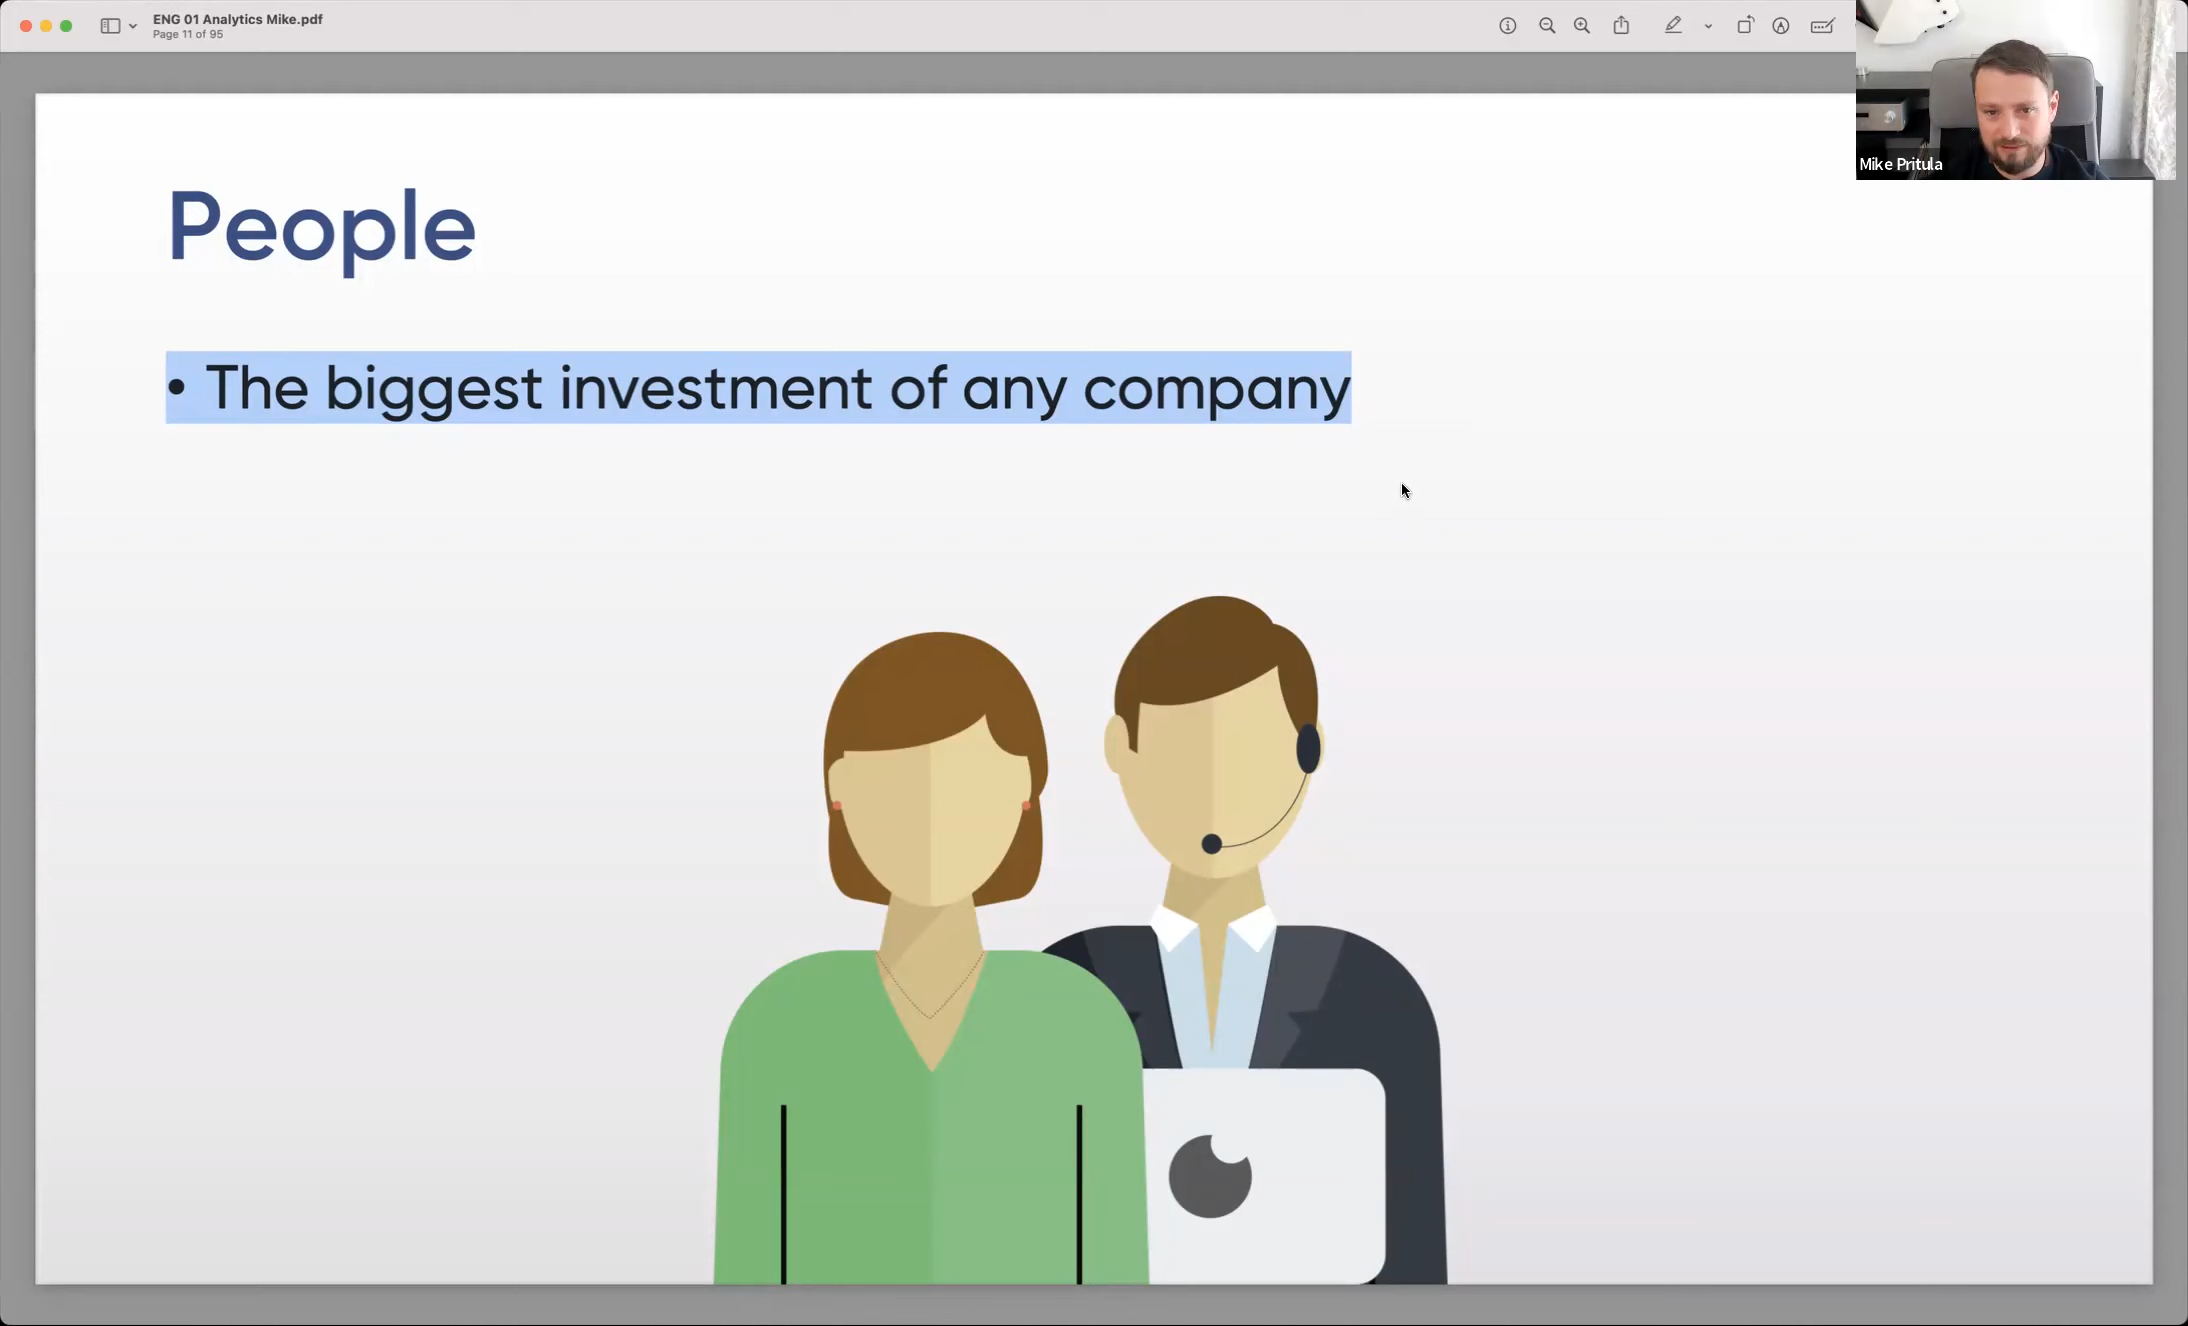 ENG 01 Analytics Mike.pdf
Page 11 of 95
Mike Pritula
People
• The biggest investment of any company